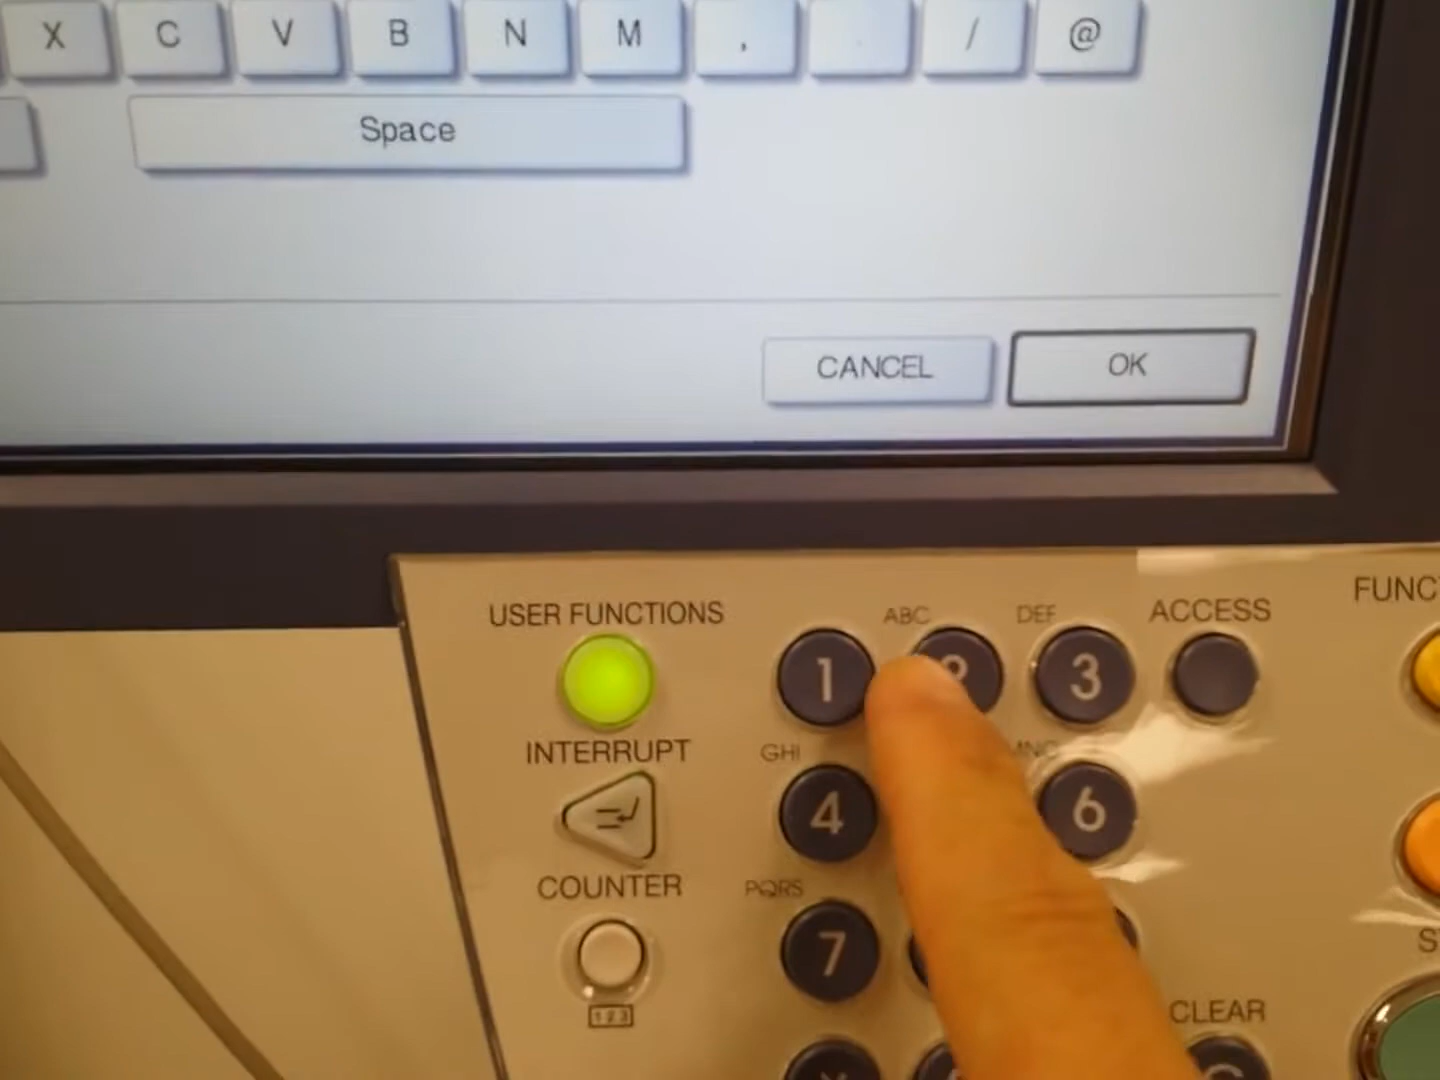 X C V B N M , . / @
Space
CANCEL OK
USER FUNCTIONS
ABC DEF ACCESS
1 2 3
INTERRUPT
GHI
4 6
COUNTER
PQRS
7
123
CLEAR